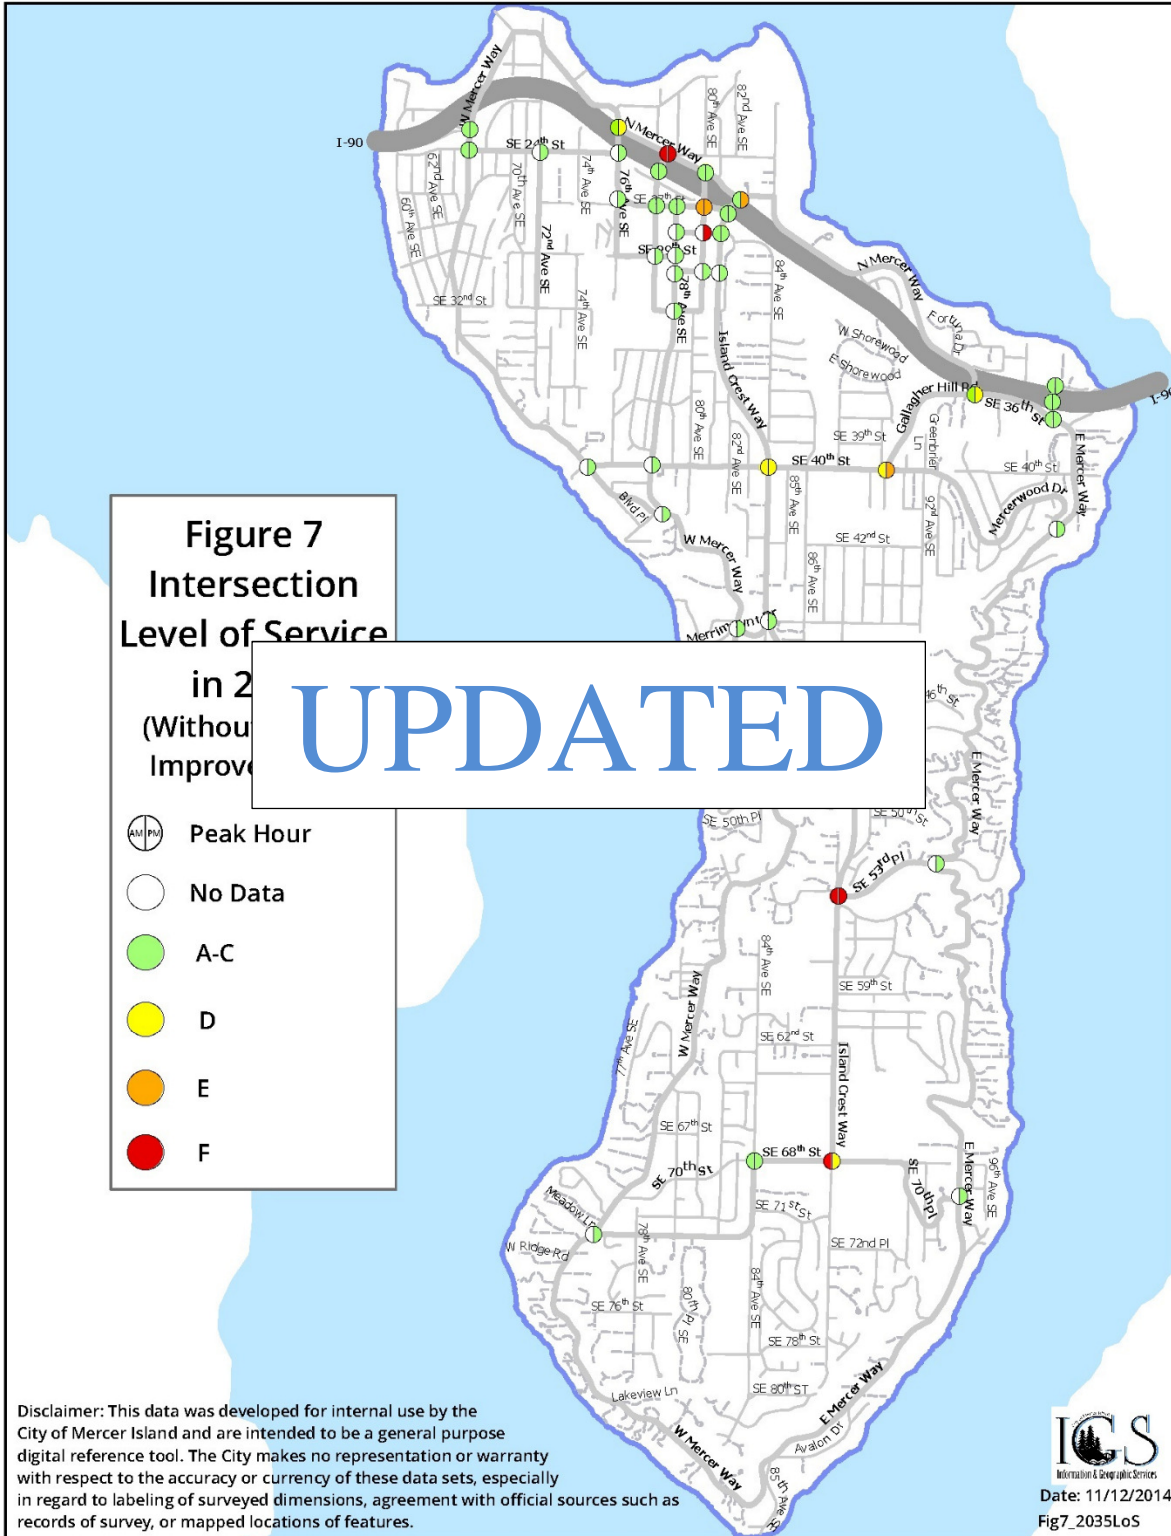 I-90
W Mercer Way
SE 24th St
N Mercer Way
80th Ave SE
82nd Ave SE
62nd Ave SE
60th Ave SE
70th Ave SE
72nd Ave SE
74th Ave SE
76th Ave SE
SE 32nd St
74th Ave SE
78th Ave SE
84th Ave SE
N Mercer Way
Fortuna Dr
W Shorewood
E Shorewood
Island Crest Way
Gallagher Hill Rd
SE 36th St
80th Ave SE
82nd Ave SE
SE 39th St
Greenbrier Ln
SE 40th St
SE 40th St
E Mercer Way
85th Ave SE
92nd Ave SE
Mercerwood Dr
Blvd Pl
W Mercer Way
SE 42nd St
86th Ave SE
Figure 7
Intersection
Level of Service
in 2
(Without
Improve
UPDATED
E Mercer Way
AM PM Peak Hour
No Data
A-C
D
E
F
SE 50th Pl
SE 50th St
SE 53rd Pl
84th Ave SE
SE 59th St
W Mercer Way
77th Ave SE
SE 62nd St
Island Crest Way
SE 67th St
SE 68th St
SE 70th St
SE 70th Pl
E Mercer Way
96th Ave SE
Meadow Ln
SE 71st St
W Ridge Rd
78th Ave SE
SE 72nd Pl
SE 76th St
80th Pl SE
84th Ave SE
SE 78th St
Lakeview Ln
SE 80th ST
E Mercer Way
W Mercer Way
Avalon Dr
Disclaimer: This data was developed for internal use by the
City of Mercer Island and are intended to be a general purpose
digital reference tool. The City makes no representation or warranty
with respect to the accuracy or currency of these data sets, especially
in regard to labeling of surveyed dimensions, agreement with official sources such as
records of survey, or mapped locations of features.
IGS
Information & Geographic Services
Date: 11/12/2014
Fig7_2035LoS